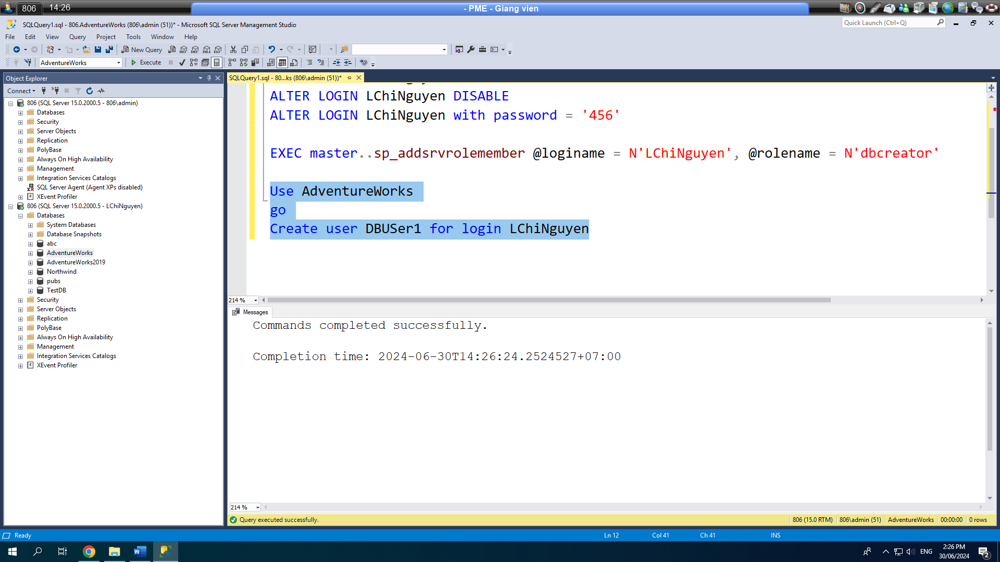 806 14:26 - PME - Giang vien
SQLQuery1.sql - 806.AdventureWorks (806\admin (51))* - Microsoft SQL Server Management Studio
Quick Launch (Ctrl+Q)
File Edit View Query Project Tools Window Help
New Query MDX DMX XMLA DAX
AdventureWorks Execute
Object Explorer
Connect
806 (SQL Server 15.0.2000.5 - 806\admin)
Databases
Security
Server Objects
Replication
PolyBase
Always On High Availability
Management
Integration Services Catalogs
SQL Server Agent (Agent XPs disabled)
XEvent Profiler
806 (SQL Server 15.0.2000.5 - LChiNguyen)
Databases
System Databases
Database Snapshots
abc
AdventureWorks
AdventureWorks2019
Northwind
pubs
TestDB
Security
Server Objects
Replication
PolyBase
Always On High Availability
Management
Integration Services Catalogs
XEvent Profiler
SQLQuery1.sql - 80...ks (806\admin (51))*
ALTER LOGIN LChiNguyen DISABLE
ALTER LOGIN LChiNguyen with password = '456'
EXEC master..sp_addsrvrolemember @loginame = N'LChiNguyen', @rolename = N'dbcreator'
Use AdventureWorks
go
Create user DBUSer1 for login LChiNguyen
214 %
Messages
Commands completed successfully.
Completion time: 2024-06-30T14:26:24.2524527+07:00
214 %
Query executed successfully. 806 (15.0 RTM) 806\admin (51) AdventureWorks 00:00:00 0 rows
Ready Ln 12 Col 41 Ch 41 INS
ENG 2:26 PM
30/06/2024 2